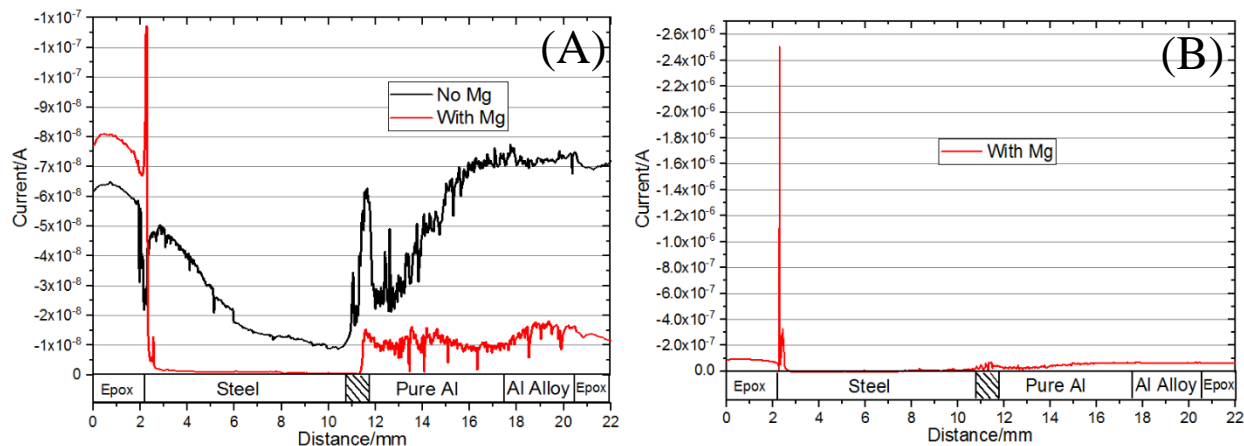 (A)
Current/A
-1x10⁻⁷
-1x10⁻⁷
-9x10⁻⁸
-8x10⁻⁸
-7x10⁻⁸
-6x10⁻⁸
-5x10⁻⁸
-4x10⁻⁸
-3x10⁻⁸
-2x10⁻⁸
-1x10⁻⁸
0
No Mg
With Mg
Epox Steel Pure Al Al Alloy Epox
0 2 4 6 8 10 12 14 16 18 20 22
Distance/mm
(B)
Current/A
-2.6x10⁻⁶
-2.4x10⁻⁶
-2.2x10⁻⁶
-2.0x10⁻⁶
-1.8x10⁻⁶
-1.6x10⁻⁶
-1.4x10⁻⁶
-1.2x10⁻⁶
-1.0x10⁻⁶
-8.0x10⁻⁷
-6.0x10⁻⁷
-4.0x10⁻⁷
-2.0x10⁻⁷
0.0
With Mg
Epox Steel Pure Al Al Alloy Epox
0 2 4 6 8 10 12 14 16 18 20 22
Distance/mm